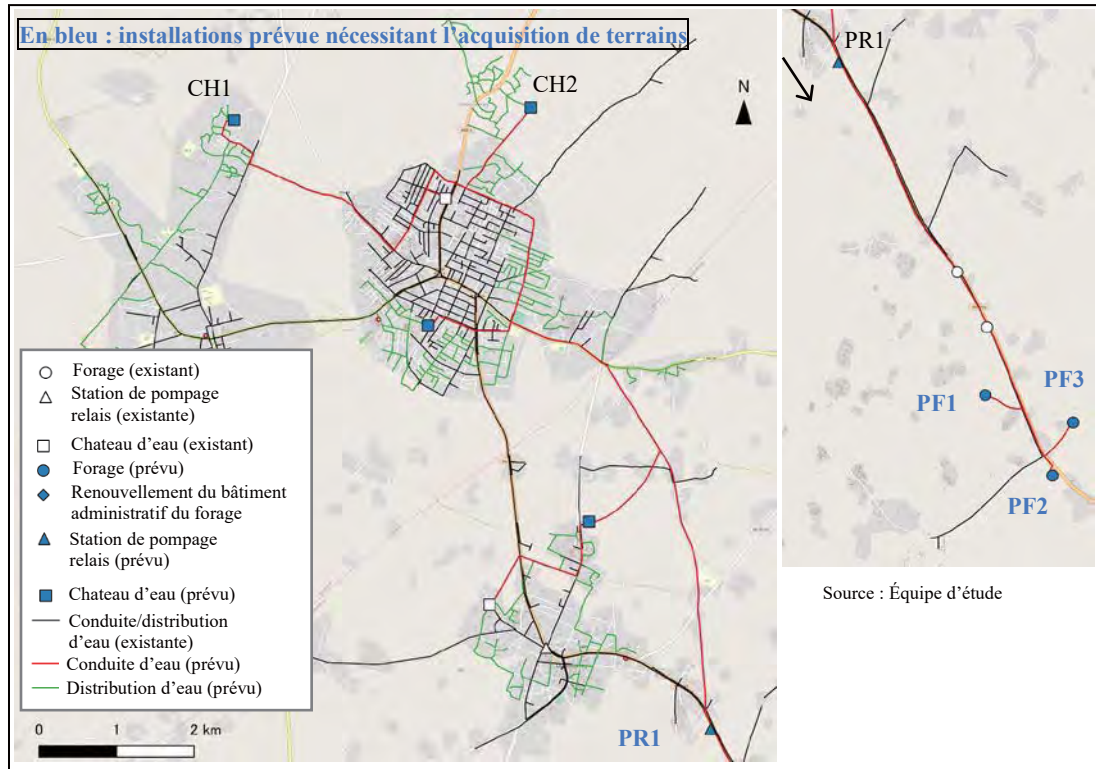 En bleu : installations prévue nécessitant l'acquisition de terrains
CH1
CH2
N
Forage (existant)
Station de pompage
relais (existante)
Chateau d'eau (existant)
Forage (prévu)
Renouvellement du bâtiment
administratif du forage
Station de pompage
relais (prévu)
Chateau d'eau (prévu)
Conduite/distribution
d'eau (existante)
Conduite d'eau (prévu)
Distribution d'eau (prévu)
0 1 2 km
PR1
PR1
PF1
PF3
PF2
Source : Équipe d'étude